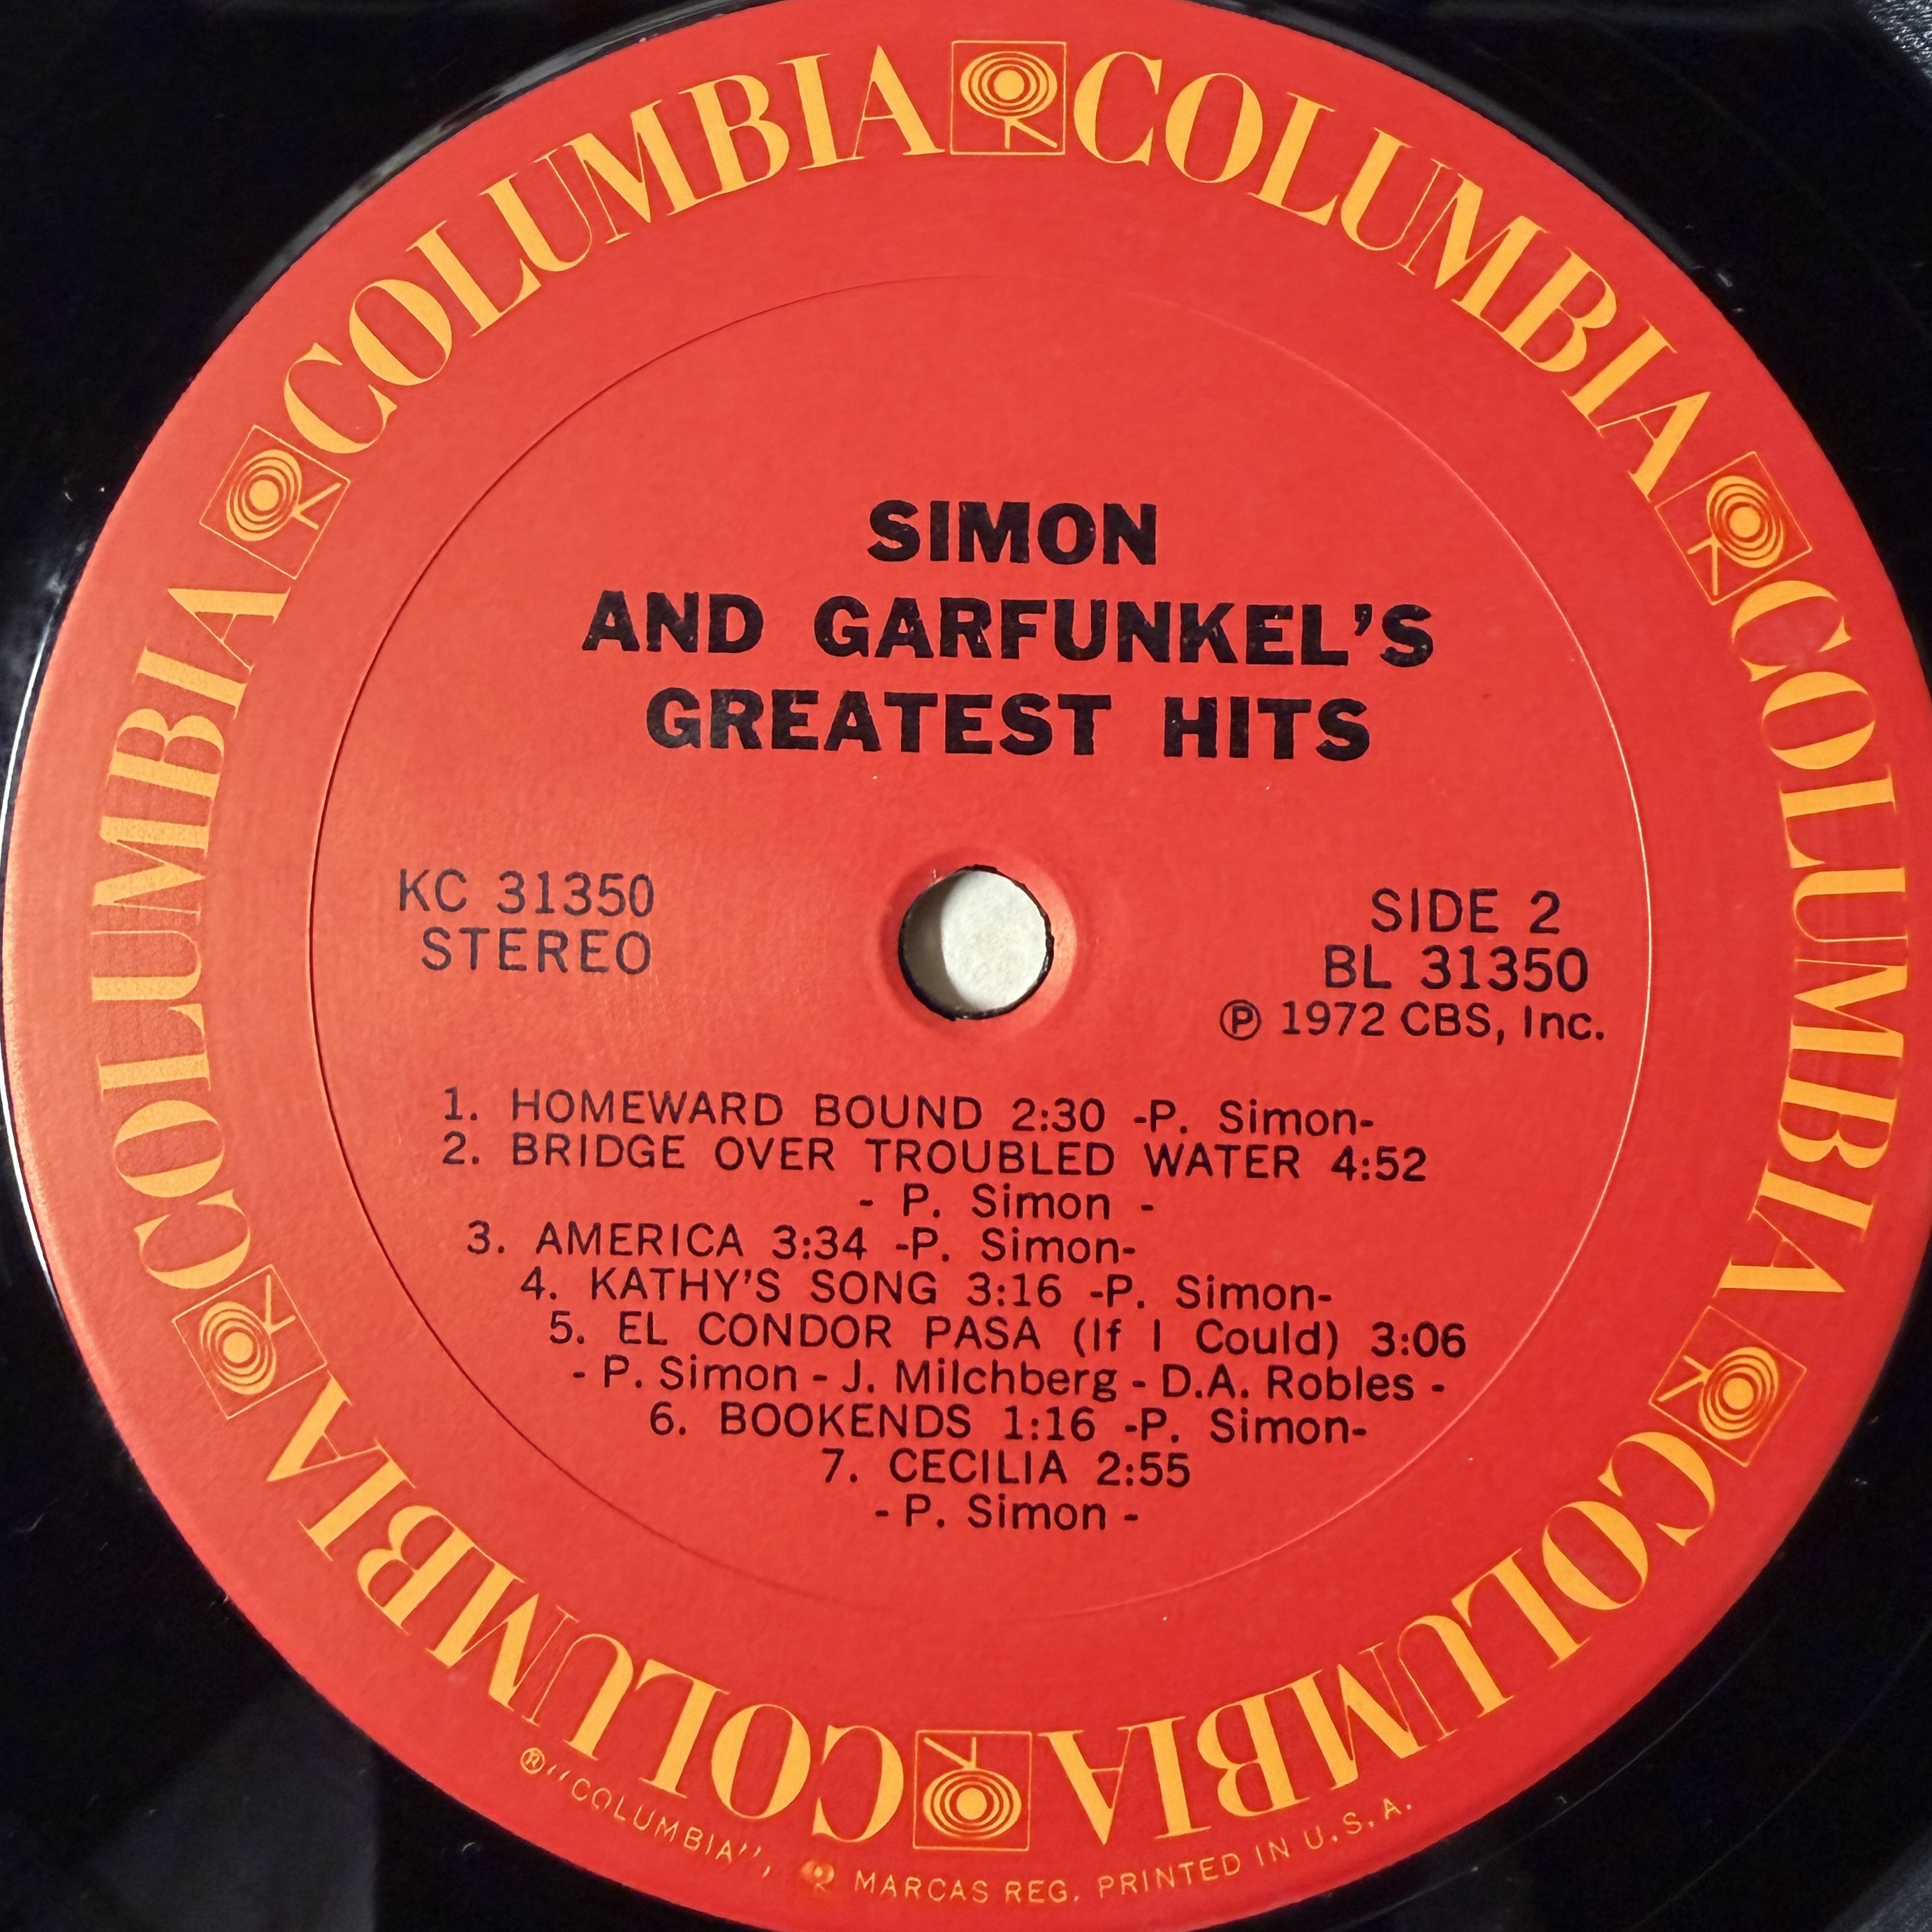 COLUMBIA COLUMBIA COLUMBIA COLUMBIA COLUMBIA COLUMBIA
SIMON
AND GARFUNKEL'S
GREATEST HITS
KC 31350
STEREO
SIDE 2
BL 31350
Ⓟ 1972 CBS, Inc.
1. HOMEWARD BOUND 2:30 -P. Simon-
2. BRIDGE OVER TROUBLED WATER 4:52
- P. Simon -
3. AMERICA 3:34 -P. Simon-
4. KATHY'S SONG 3:16 -P. Simon-
5. EL CONDOR PASA (If I Could) 3:06
- P. Simon - J. Milchberg - D.A. Robles -
6. BOOKENDS 1:16 -P. Simon-
7. CECILIA 2:55
- P. Simon -
® "COLUMBIA", MARCAS REG. PRINTED IN U.S.A.